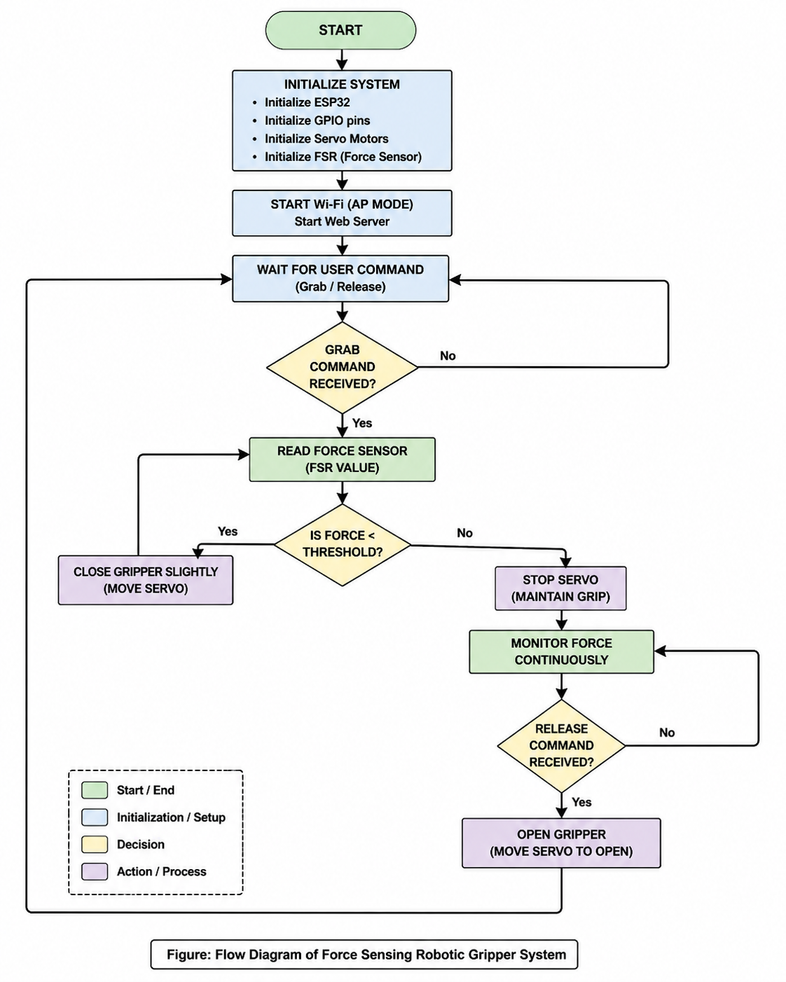 START
INITIALIZE SYSTEM
• Initialize ESP32
• Initialize GPIO pins
• Initialize Servo Motors
• Initialize FSR (Force Sensor)
START Wi-Fi (AP MODE)
Start Web Server
WAIT FOR USER COMMAND
(Grab / Release)
GRAB
COMMAND
RECEIVED?
No
Yes
READ FORCE SENSOR
(FSR VALUE)
IS FORCE <
THRESHOLD?
Yes
No
CLOSE GRIPPER SLIGHTLY
(MOVE SERVO)
STOP SERVO
(MAINTAIN GRIP)
MONITOR FORCE
CONTINUOUSLY
RELEASE
COMMAND
RECEIVED?
No
Yes
OPEN GRIPPER
(MOVE SERVO TO OPEN)
Start / End
Initialization / Setup
Decision
Action / Process
Figure: Flow Diagram of Force Sensing Robotic Gripper System